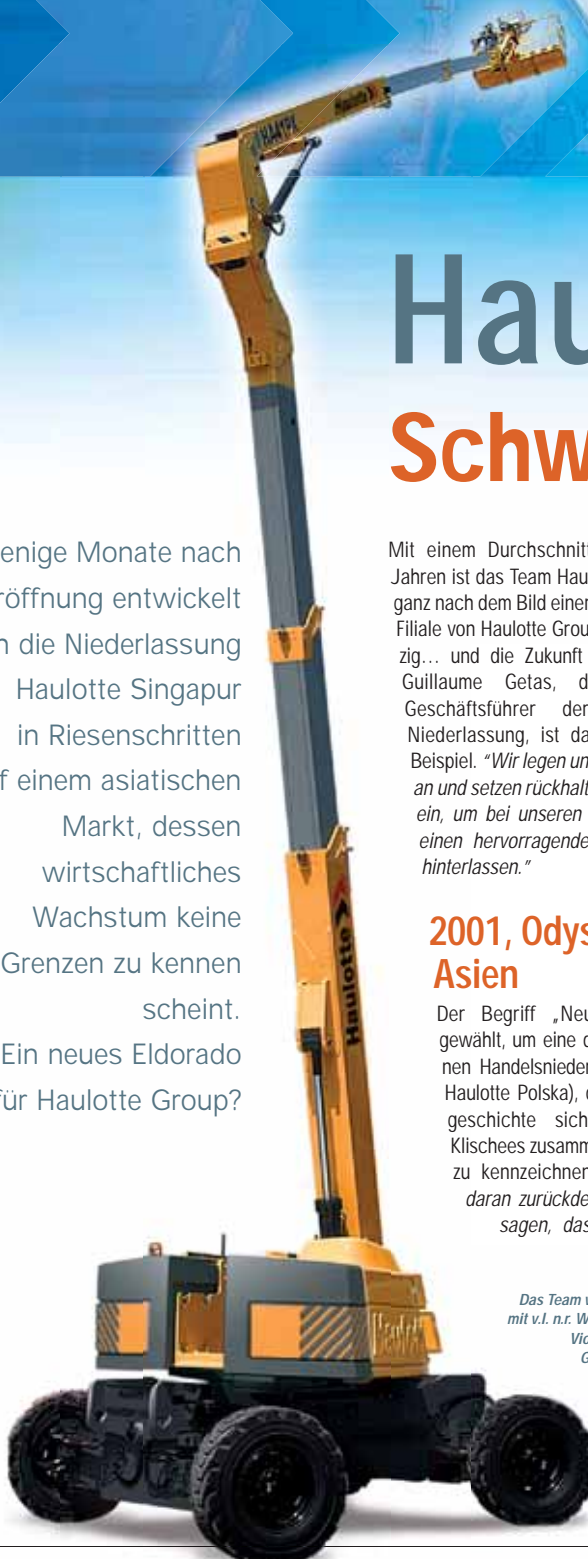 HA41PX
Haulotte
Hau
Schw
enige Monate nach
röffnung entwickelt
n die Niederlassung
Haulotte Singapur
in Riesenschritten
f einem asiatischen
Markt, dessen
wirtschaftliches
Wachstum keine
Grenzen zu kennen
scheint.
Ein neues Eldorado
für Haulotte Group?
Mit einem Durchschnitt
Jahren ist das Team Hau
ganz nach dem Bild einer
Filiale von Haulotte Grou
zig... und die Zukunft
Guillaume Getas, d
Geschäftsführer der
Niederlassung, ist da
Beispiel. “Wir legen un
an und setzen rückhalt
ein, um bei unseren
einen hervorragende
hinterlassen.”
2001, Odys
Asien
Der Begriff „Neu
gewählt, um eine d
nen Handelsnieder
Haulotte Polska), d
geschichte sich
Klischees zusamm
zu kennzeichnen
daran zurückde
sagen, das
Das Team v
mit v.l. n.r. W
Vic
G
Haulotte
Haulotte